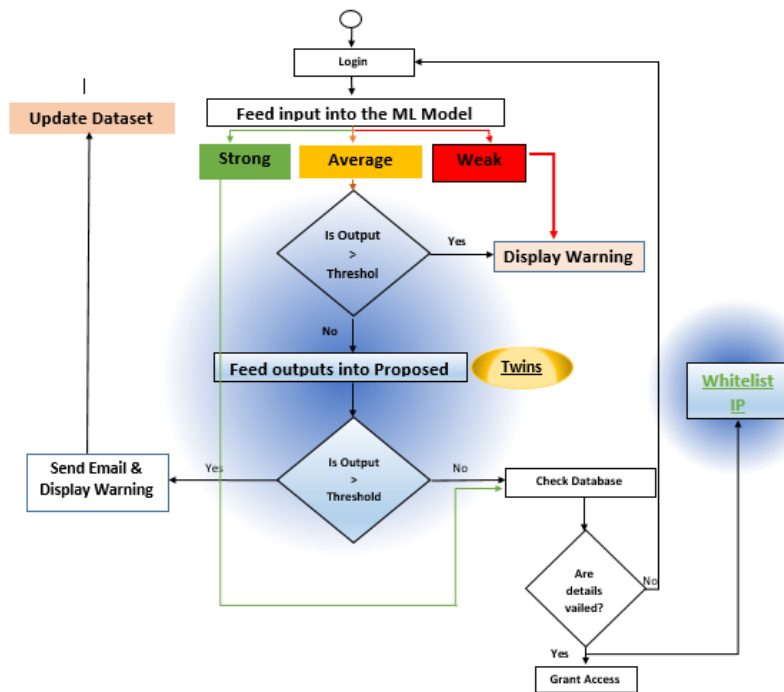 Login
Feed input into the ML Model
Update Dataset
Strong
Average
Weak
Is Output
>
Threshol
Yes
Display Warning
No
Feed outputs into Proposed
Twins
Whitelist
IP
Send Email &
Display Warning
Yes
Is Output
>
Threshold
No
Check Database
Are
details
vailed?
No
Yes
Grant Access